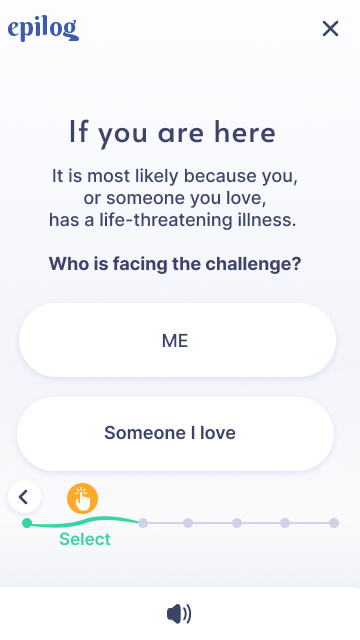 epilog
If you are here
It is most likely because you,
or someone you love,
has a life-threatening illness.
Who is facing the challenge?
ME
Someone I love
Select